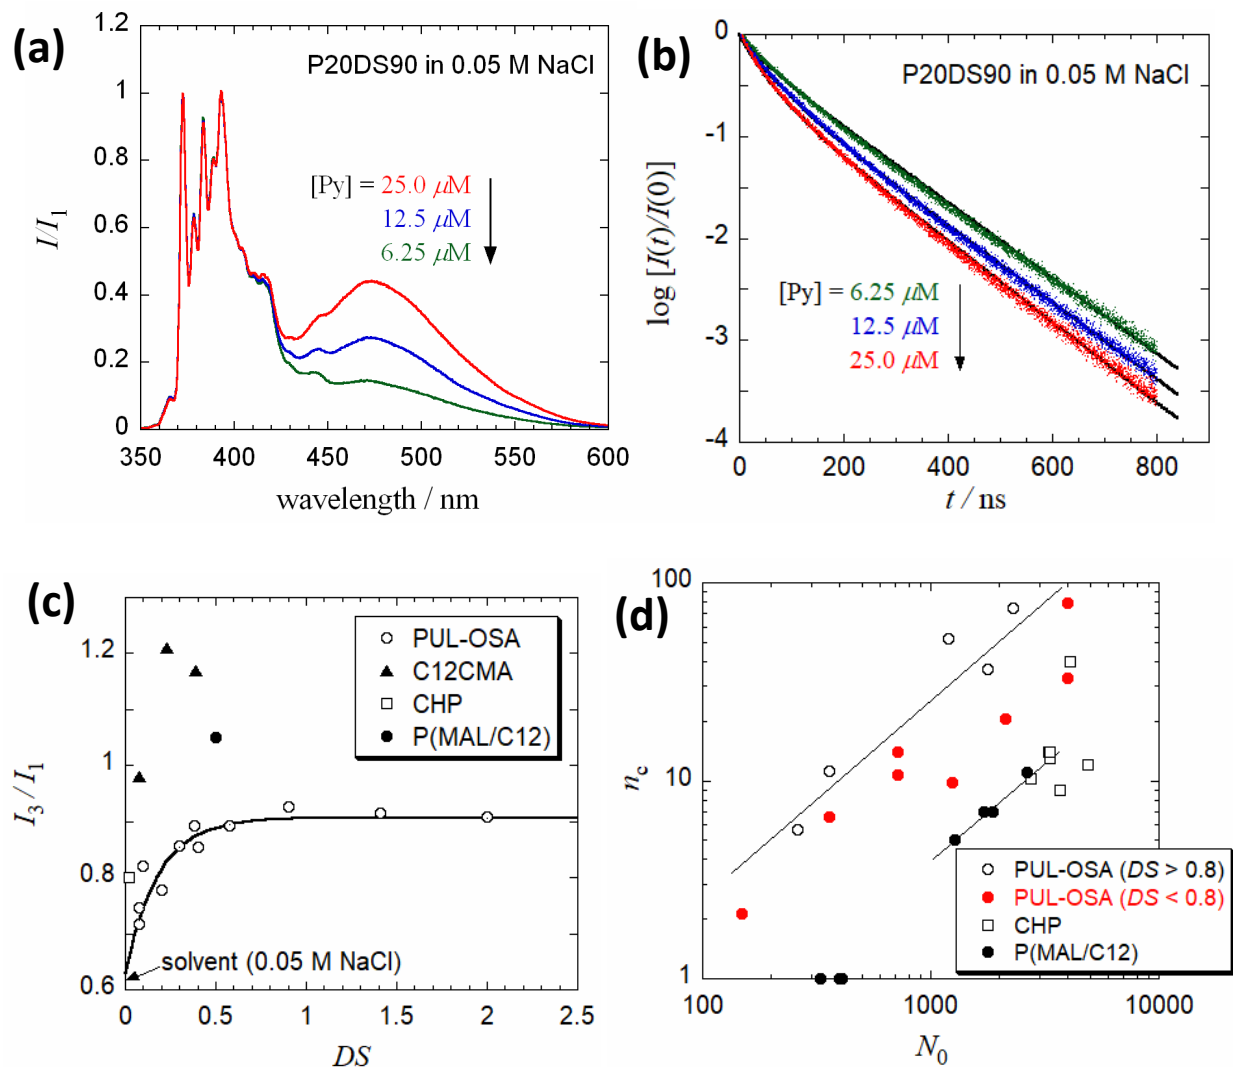 (a)
1.2
1
0.8
0.6
0.4
0.2
0
I/I1
P20DS90 in 0.05 M NaCl
[Py] = 25.0 μM
12.5 μM
6.25 μM
350
400
450
500
550
600
wavelength / nm
(b)
0
-1
-2
-3
-4
log [I(t)/I(0)]
P20DS90 in 0.05 M NaCl
[Py] = 6.25 μM
12.5 μM
25.0 μM
0
200
400
600
800
t / ns
(c)
1.2
1
0.8
0.6
I3 / I1
PUL-OSA
C12CMA
CHP
P(MAL/C12)
solvent (0.05 M NaCl)
0
0.5
1
1.5
2
2.5
DS
(d)
100
10
1
nc
PUL-OSA (DS > 0.8)
PUL-OSA (DS < 0.8)
CHP
P(MAL/C12)
100
1000
10000
N0